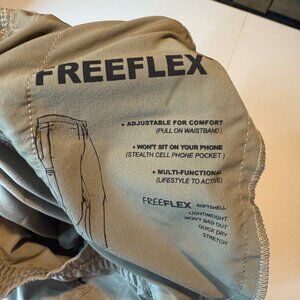 FREEFLEX
• ADJUSTABLE FOR COMFORT
(PULL ON WAISTBAND)
• WON'T SIT ON YOUR PHONE
(STEALTH CELL PHONE POCKET)
• MULTI-FUNCTIONAL
(LIFESTYLE TO ACTIVE)
FREEFLEX SOFTSHELL
LIGHTWEIGHT
WON'T BAG OUT
QUICK DRY
STRETCH